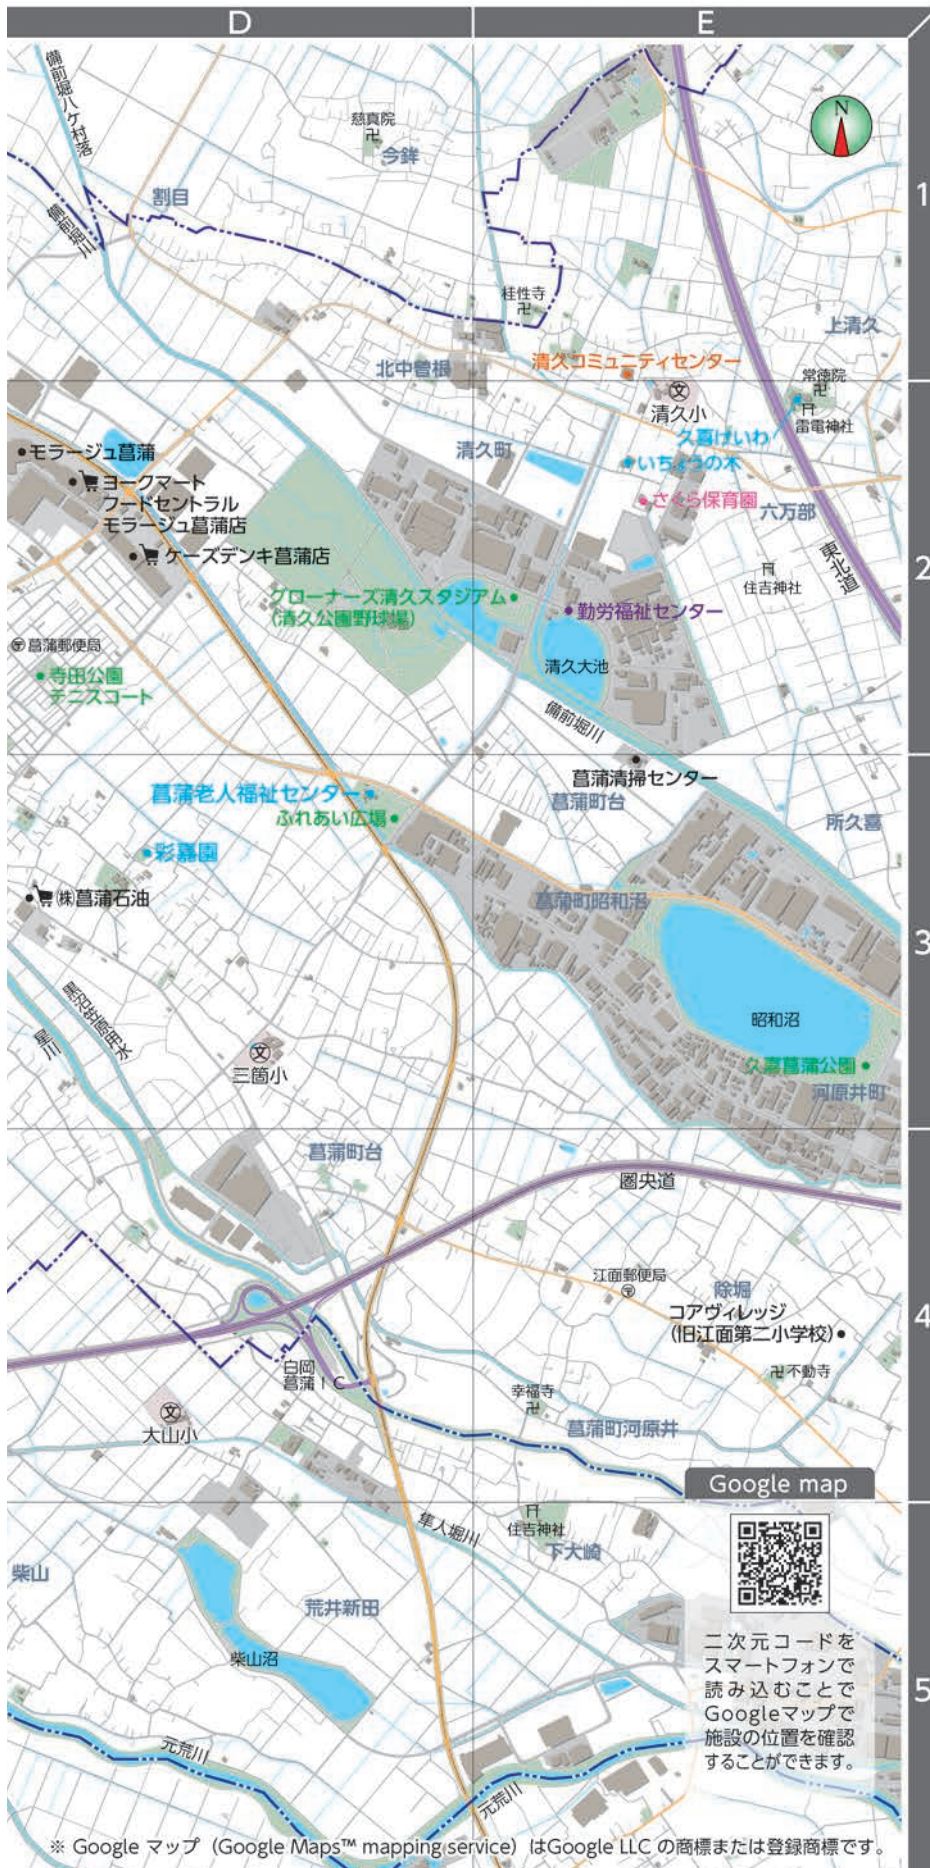 D
E
備前堀八ケ村落
慈真院
今鉾
N
1
割目
備前堀川
桂性寺
上清久
北中曽根
清久コミュニティセンター
常徳院
清久小
雷電神社
モラージュ菖蒲
清久町
久喜けいわ
いちょうの木
ヨークマート
フードセントラル
モラージュ菖蒲店
さくら保育園
六万部
ケーズデンキ菖蒲店
東北道
2
住吉神社
グローナーズ清久スタジアム
(清久公園野球場)
勤労福祉センター
菖蒲郵便局
清久大池
寺田公園
テニスコート
備前堀川
菖蒲清掃センター
菖蒲老人福祉センター
菖蒲町台
ふれあい広場
所久喜
彩嘉園
㈱菖蒲石油
菖蒲町昭和沼
3
黒沼笠原用水
星川
昭和沼
三箇小
久喜菖蒲公園
河原井町
菖蒲町台
圏央道
江面郵便局
除堀
コアヴィレッジ
(旧江面第二小学校)
4
白岡
菖蒲IC
不動寺
幸福寺
大山小
菖蒲町河原井
Google map
隼人堀川
住吉神社
下大崎
柴山
荒井新田
二次元コードを
スマートフォンで
読み込むことで
Googleマップで
施設の位置を確認
することができます。
柴山沼
5
元荒川
元荒川
※ Google マップ（Google Maps™ mapping service）はGoogle LLC の商標または登録商標です。